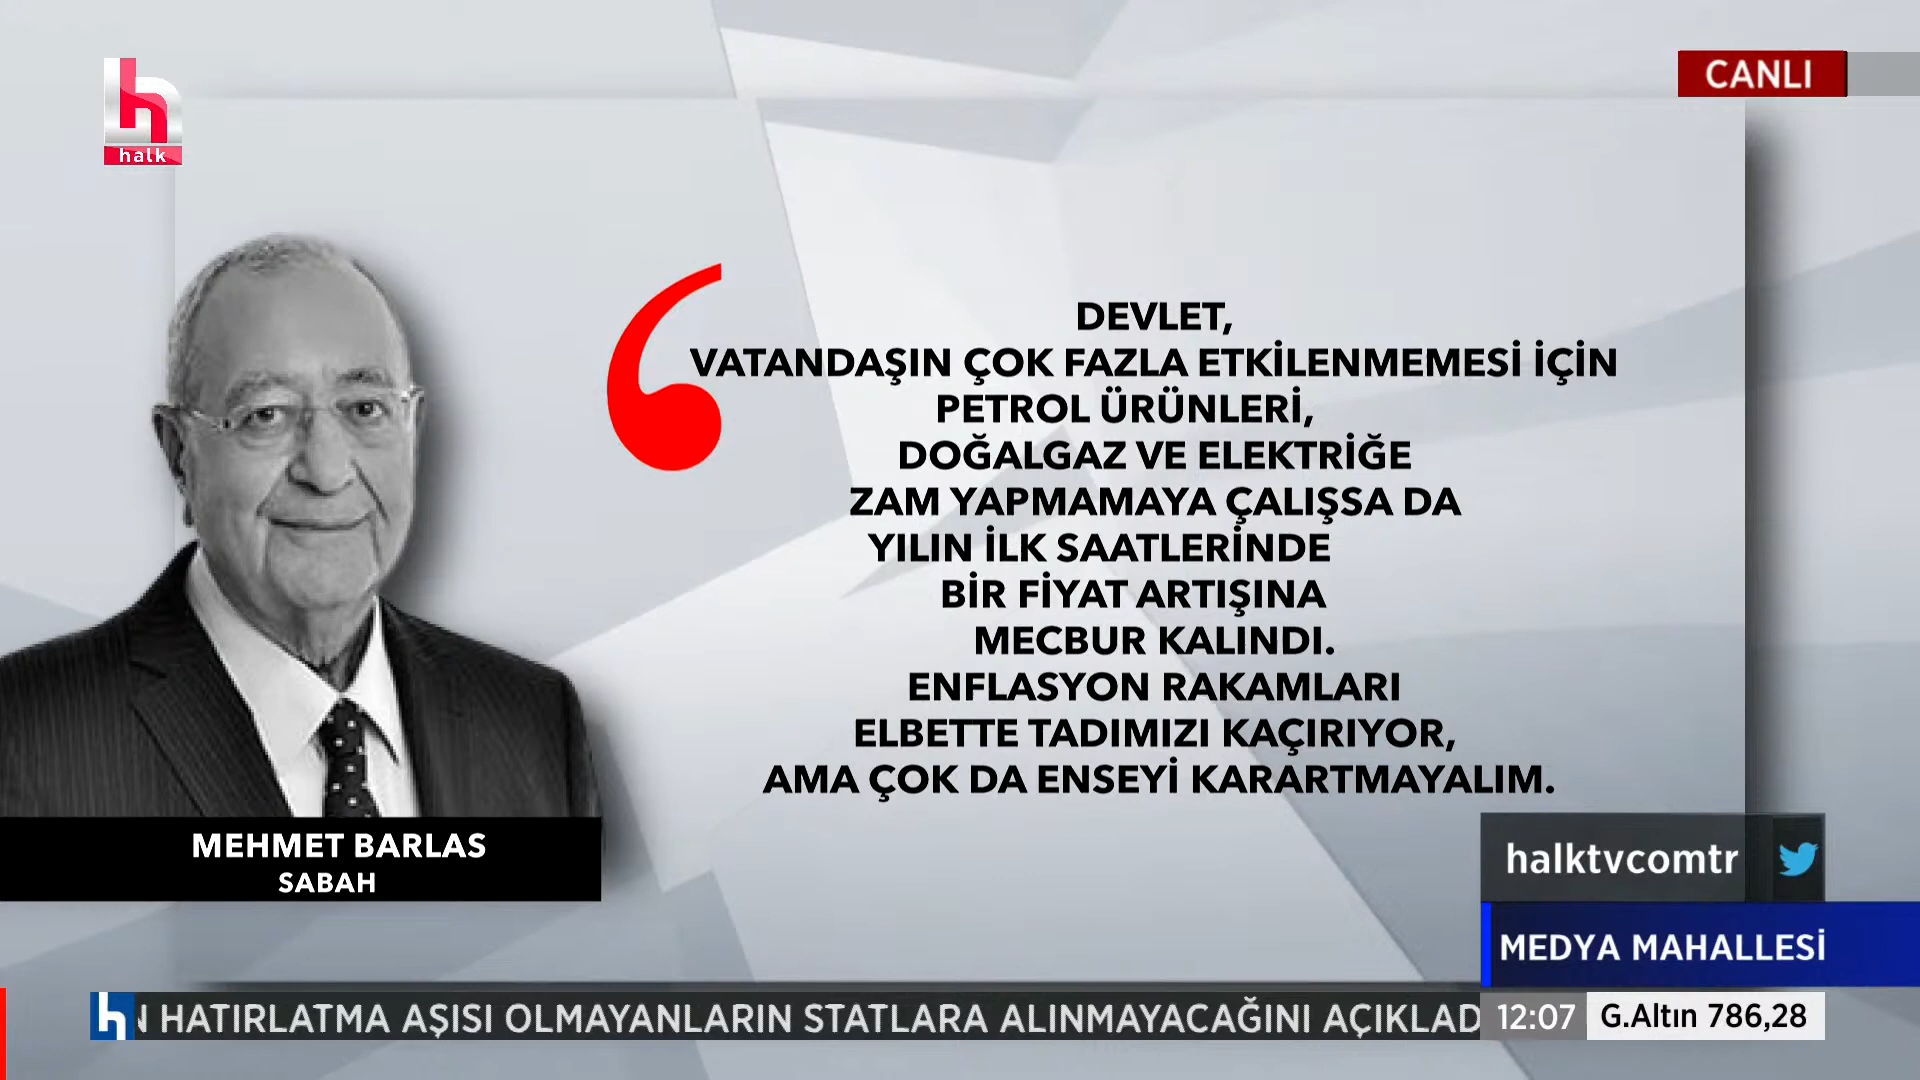 h
halk
CANLI
DEVLET,
VATANDAŞIN ÇOK FAZLA ETKİLENMEMESİ İÇİN
PETROL ÜRÜNLERİ,
DOĞALGAZ VE ELEKTRİĞE
ZAM YAPMAMAYA ÇALIŞSA DA
YILIN İLK SAATLERİNDE
BİR FİYAT ARTIŞINA
MECBUR KALINDI.
ENFLASYON RAKAMLARI
ELBETTE TADIMIZI KAÇIRIYOR,
AMA ÇOK DA ENSEYİ KARARTMAYALIM.
MEHMET BARLAS
SABAH
halktvcomtr
MEDYA MAHALLESİ
h
N HATIRLATMA AŞISI OLMAYANLARIN STATLARA ALINMAYACAĞINI AÇIKLAD
12:07
G.Altın 786,28